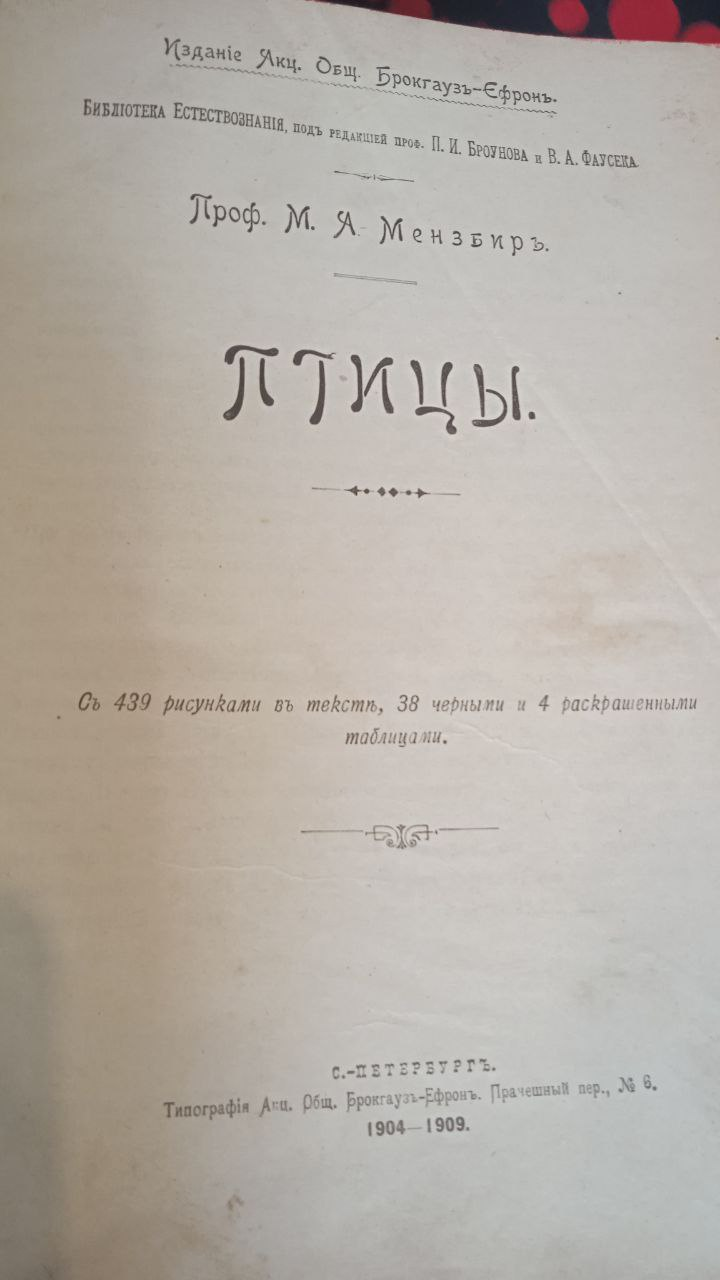 Изданіе Акц. Общ. Брокгаузъ-Ефронъ.
Библіотека Естествознанія, подъ редакціей проф. П. И. Броунова и В. А. Фаусека
Проф. М. А. Мензбиръ.
ПТИЦЫ.
Съ 439 рисунками въ текстѣ, 38 черными и 4 раскрашенными
таблицами.
С.-ПЕТЕРБУРГЪ.
Типографія Акц. Общ. Брокгаузъ-Ефронъ. Прачешный пер., № 6.
1904—1909.